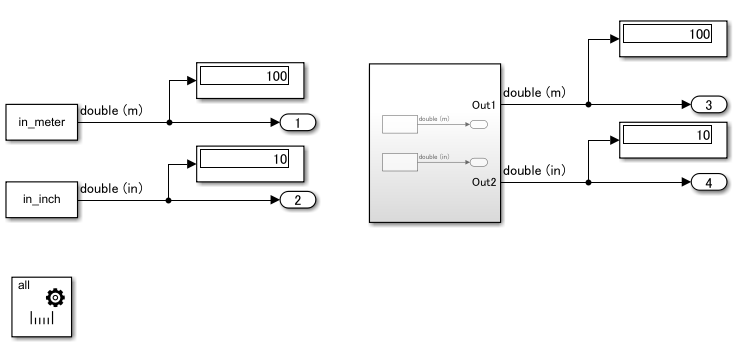 100
in_meter
double (m)
1
10
in_inch
double (in)
2
all
100
double (m)
Out1
3
double (m)
10
double (in)
double (in)
Out2
4